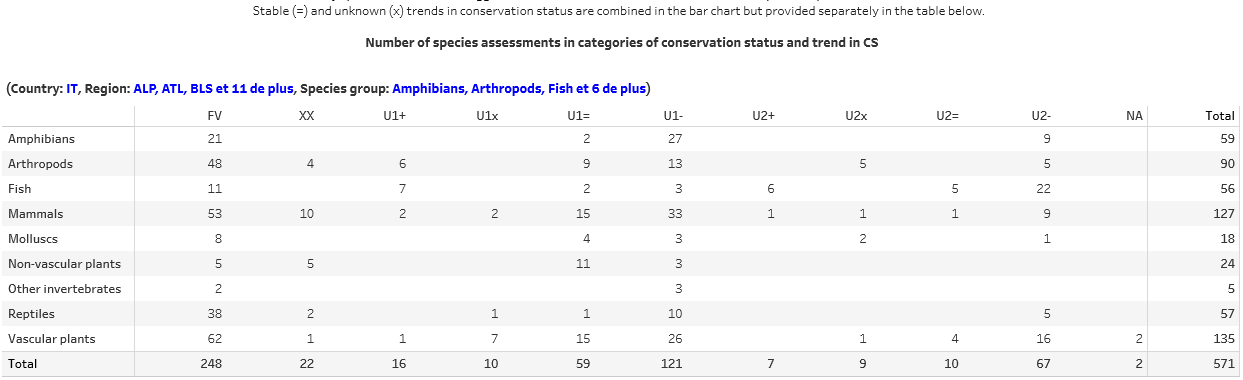 Stable (=) and unknown (x) trends in conservation status are combined in the bar chart but provided separately in the table below.
Number of species assessments in categories of conservation status and trend in CS
(Country: IT, Region: ALP, ATL, BLS et 11 de plus, Species group: Amphibians, Arthropods, Fish et 6 de plus)
FV XX U1+ U1x U1= U1- U2+ U2x U2= U2- NA Total
Amphibians 21 2 27 9 59
Arthropods 48 4 6 9 13 5 5 90
Fish 11 7 2 3 6 5 22 56
Mammals 53 10 2 2 15 33 1 1 1 9 127
Molluscs 8 4 3 2 1 18
Non-vascular plants 5 5 11 3 24
Other invertebrates 2 3 5
Reptiles 38 2 1 1 10 5 57
Vascular plants 62 1 1 7 15 26 1 4 16 2 135
Total 248 22 16 10 59 121 7 9 10 67 2 571